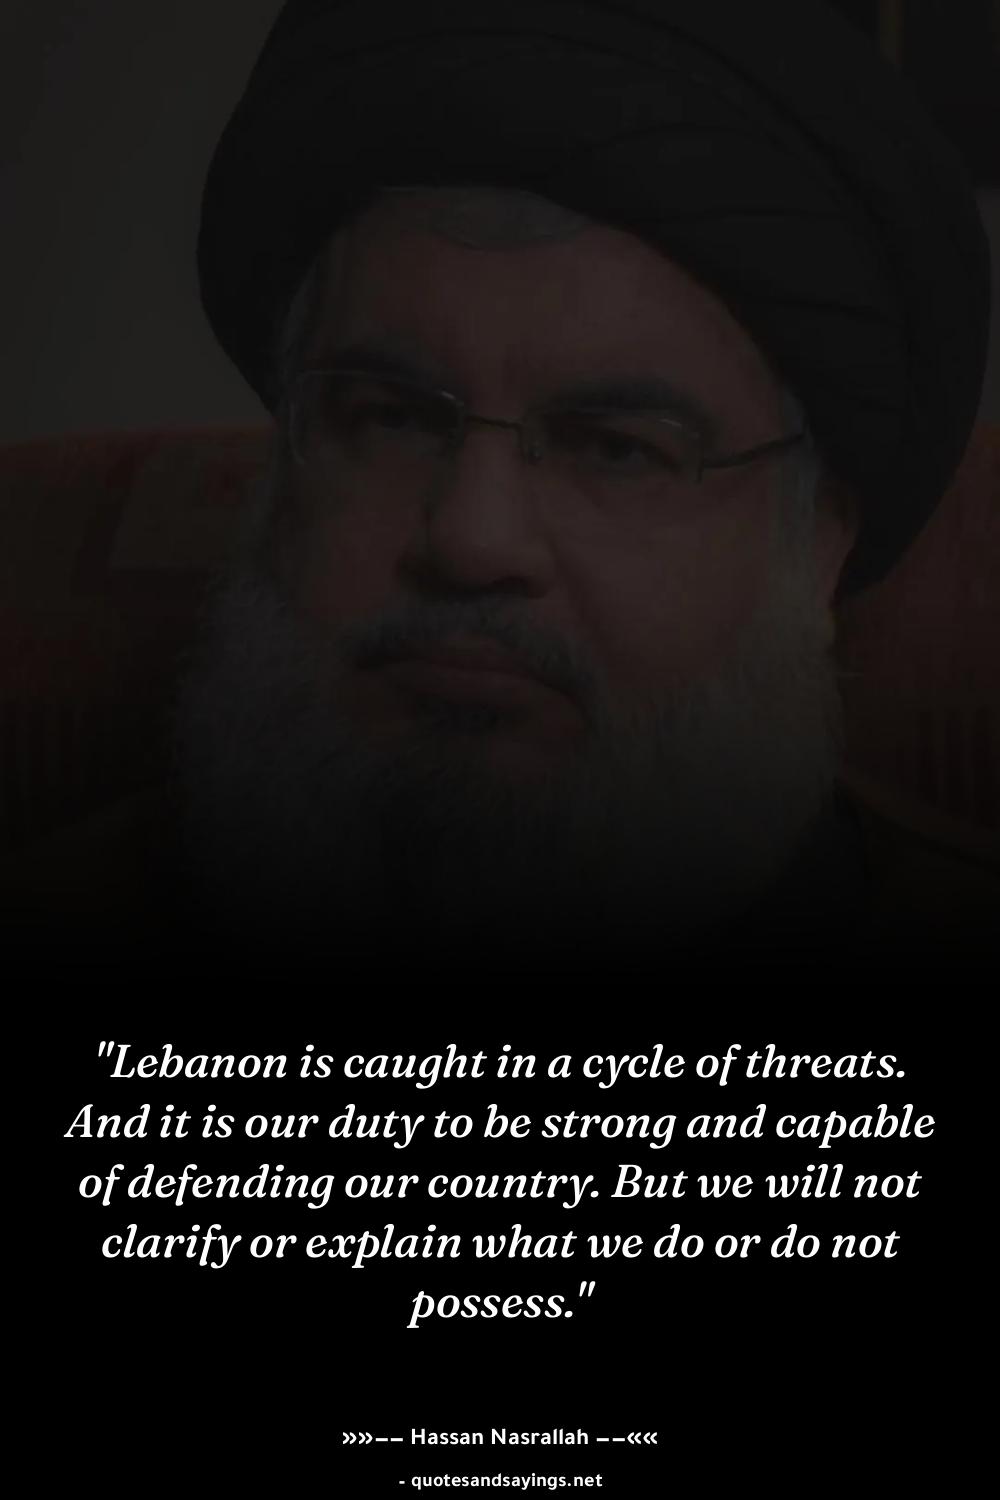 "Lebanon is caught in a cycle of threats.
And it is our duty to be strong and capable
of defending our country. But we will not
clarify or explain what we do or do not
possess."
»»–– Hassan Nasrallah ––««
- quotesandsayings.net